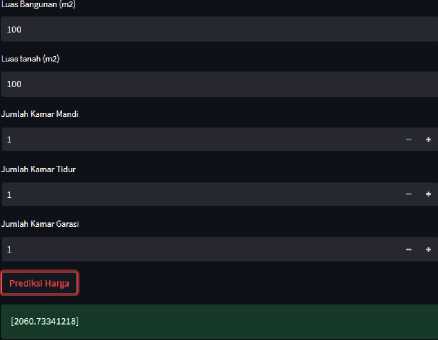 Luas Bangunan (m2)
100
Luas tanah (m2)
100
Jumlah Kamar Mandi
1
Jumlah Kamar Tidur
1
Jumlah Kamar Garasi
1
Prediksi Harga
[2060.73341218]